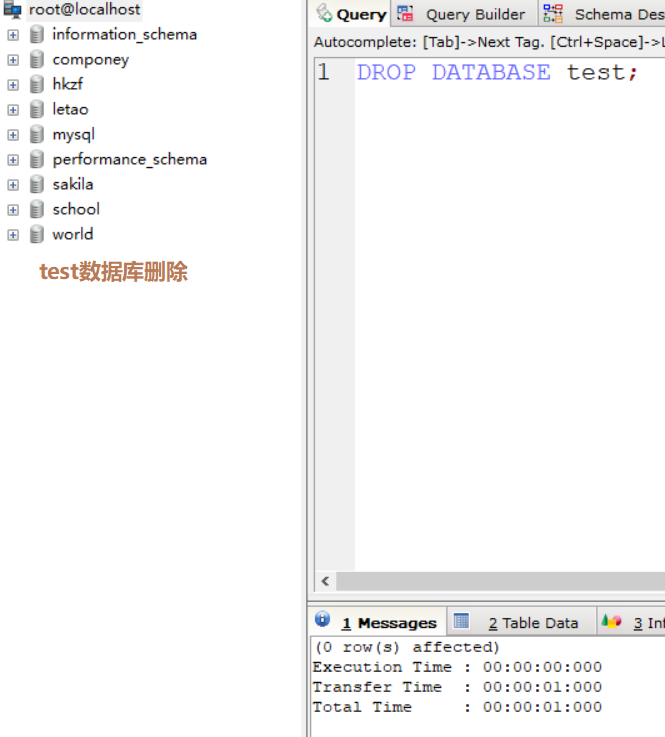 root@localhost
information_schema
componey
hkzf
letao
mysql
performance_schema
sakila
school
world
test数据库删除
Query
Query Builder
Schema Des
Autocomplete: [Tab]->Next Tag. [Ctrl+Space]->L
1 DROP DATABASE test;
1 Messages
2 Table Data
3 Inf
(0 row(s) affected)
Execution Time : 00:00:00:000
Transfer Time : 00:00:01:000
Total Time : 00:00:01:000